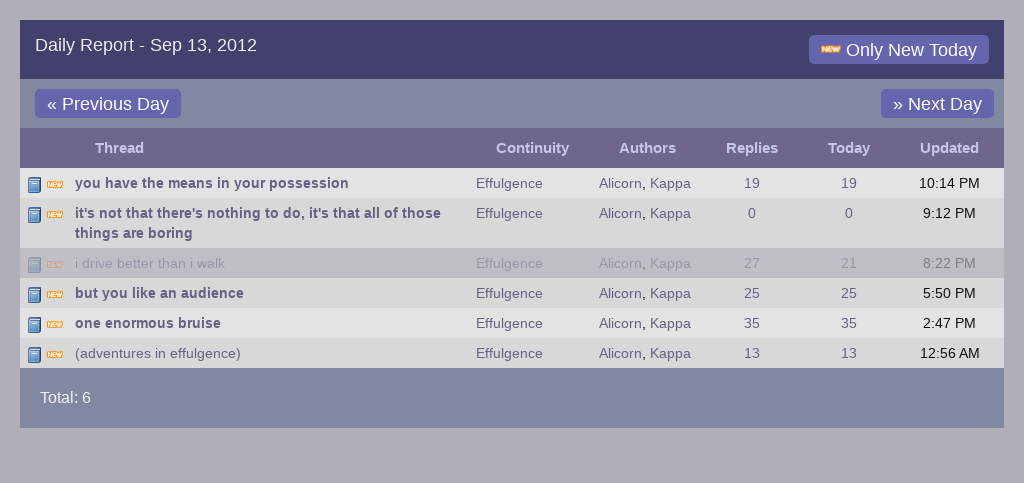 Daily Report - Sep 13, 2012
NEW Only New Today
« Previous Day
» Next Day
Thread Continuity Authors Replies Today Updated
NEW you have the means in your possession Effulgence Alicorn, Kappa 19 19 10:14 PM
NEW it's not that there's nothing to do, it's that all of those Effulgence Alicorn, Kappa 0 0 9:12 PM
things are boring
NEW i drive better than i walk Effulgence Alicorn, Kappa 27 21 8:22 PM
NEW but you like an audience Effulgence Alicorn, Kappa 25 25 5:50 PM
NEW one enormous bruise Effulgence Alicorn, Kappa 35 35 2:47 PM
NEW (adventures in effulgence) Effulgence Alicorn, Kappa 13 13 12:56 AM
Total: 6